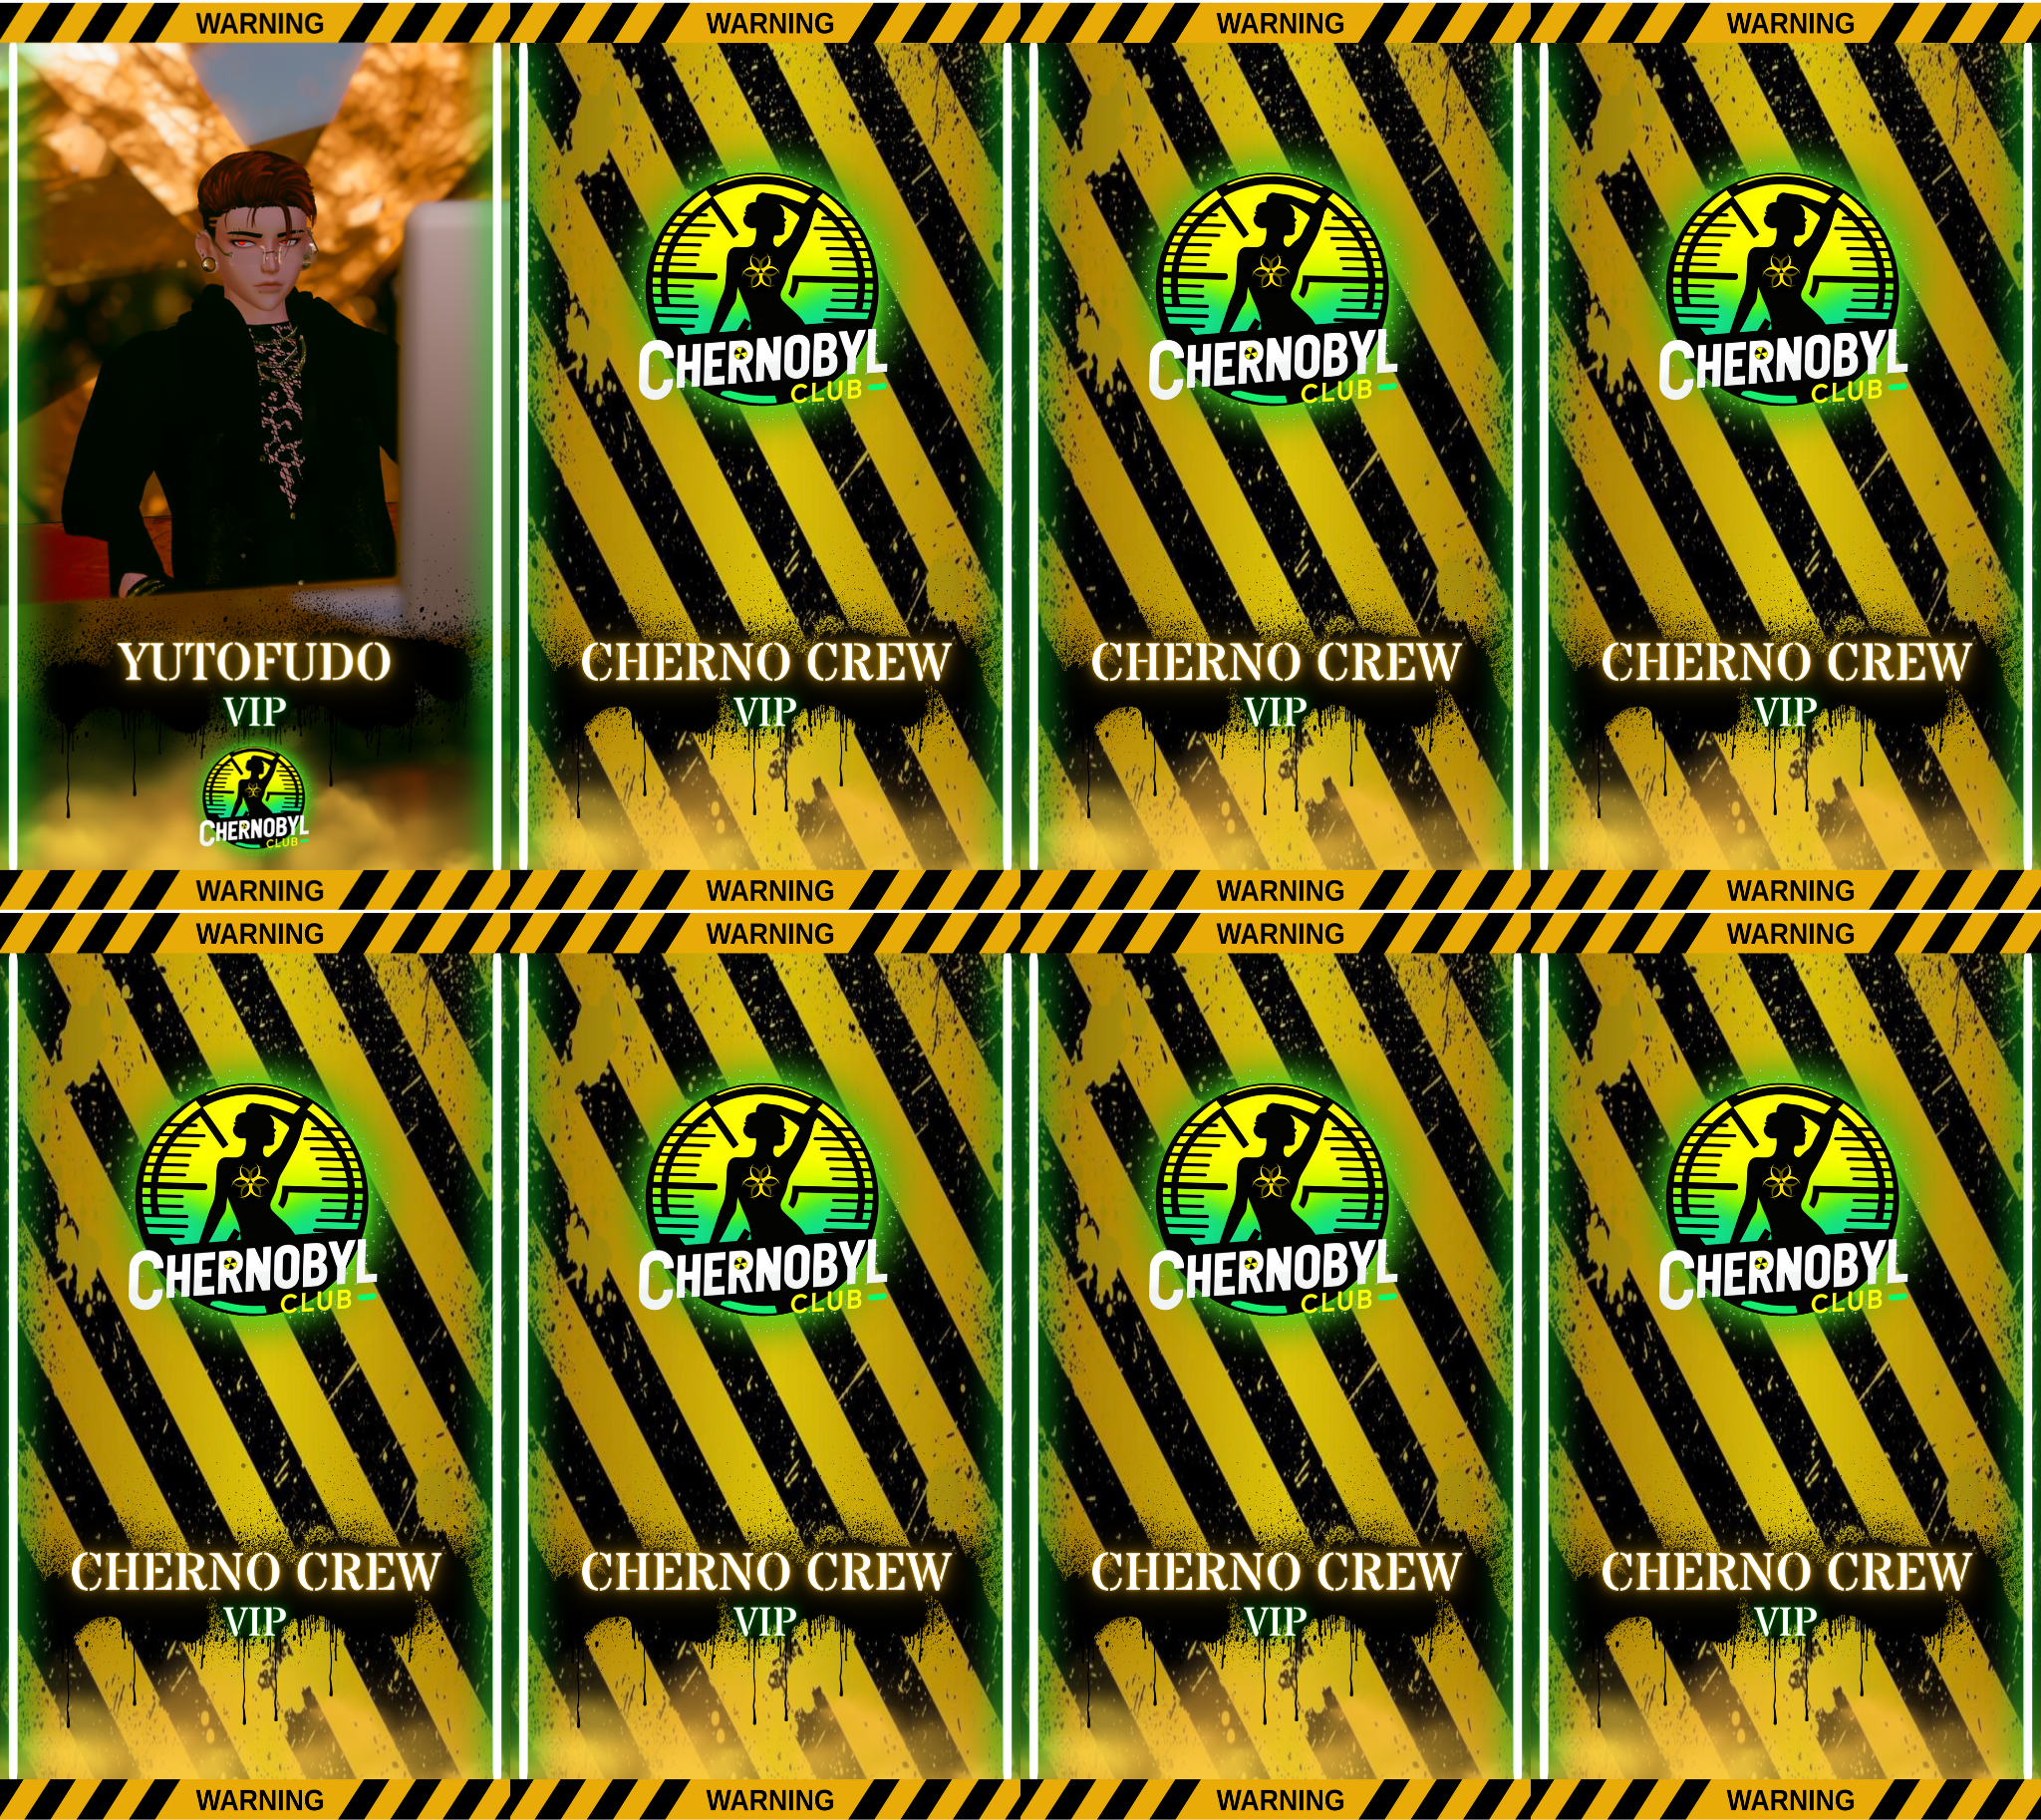 WARNING WARNING WARNING WARNING
CHERNOBYL CHERNOBYL CHERNOBYL
CLUB CLUB CLUB
YUTOFUDO CHERNO CREW CHERNO CREW CHERNO CREW
VIP VIP VIP VIP
CHERNOBYL
CLUB
WARNING WARNING WARNING WARNING
WARNING WARNING WARNING WARNING
CHERNOBYL CHERNOBYL CHERNOBYL CHERNOBYL
CLUB CLUB CLUB CLUB
CHERNO CREW CHERNO CREW CHERNO CREW CHERNO CREW
VIP VIP VIP VIP
WARNING WARNING WARNING WARNING